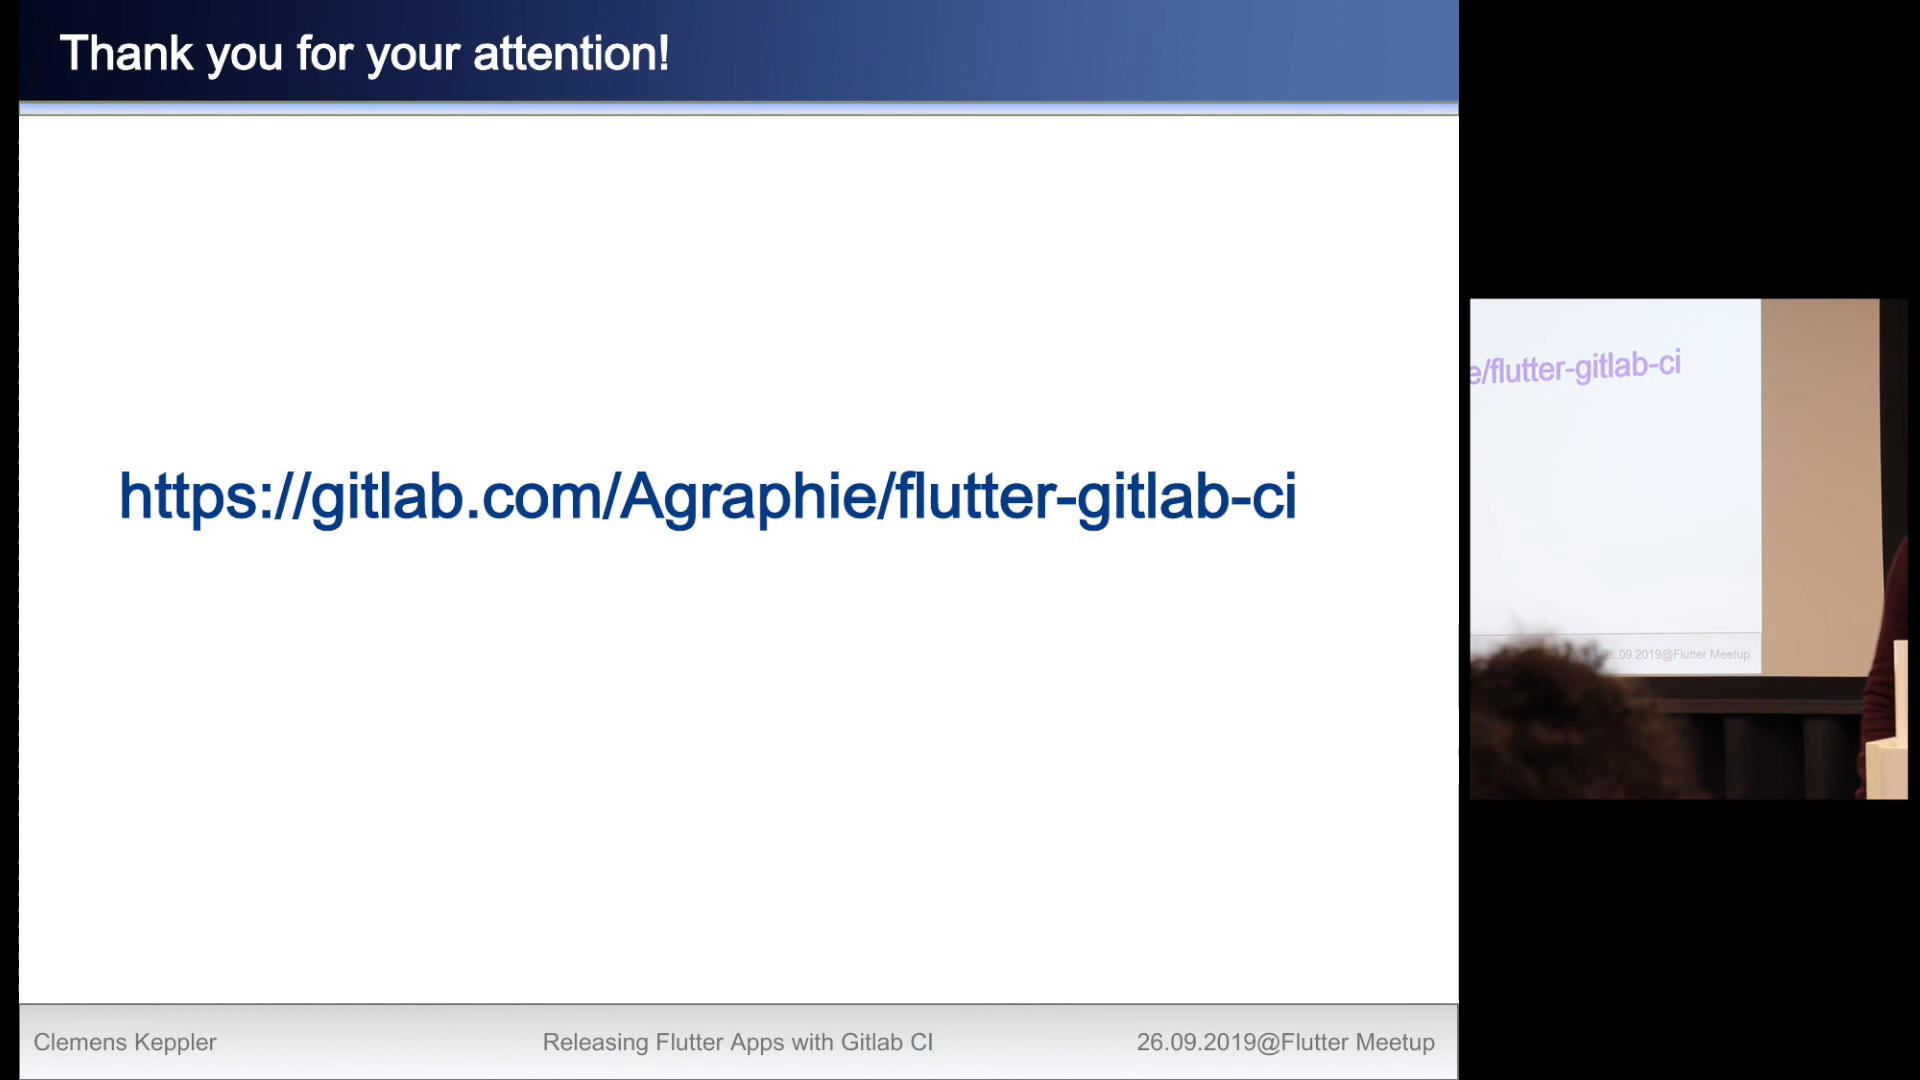 Thank you for your attention!
https://gitlab.com/Agraphie/flutter-gitlab-ci
Clemens Keppler
Releasing Flutter Apps with Gitlab CI
26.09.2019@Flutter Meetup
e/flutter-gitlab-ci
.09.2019@Flutter Meetup